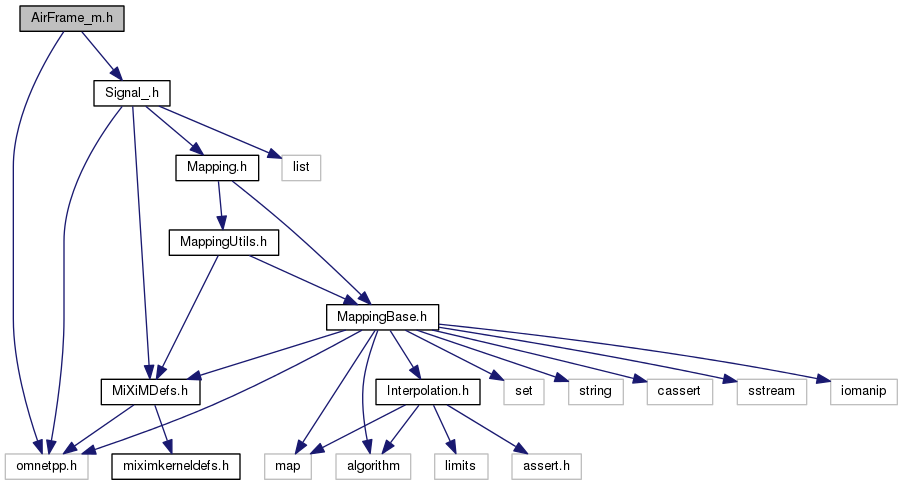 AirFrame_m.h
Signal_.h
Mapping.h
list
MappingUtils.h
MappingBase.h
MiXiMDefs.h
Interpolation.h
set
string
cassert
sstream
iomanip
omnetpp.h
miximkerneldefs.h
map
algorithm
limits
assert.h